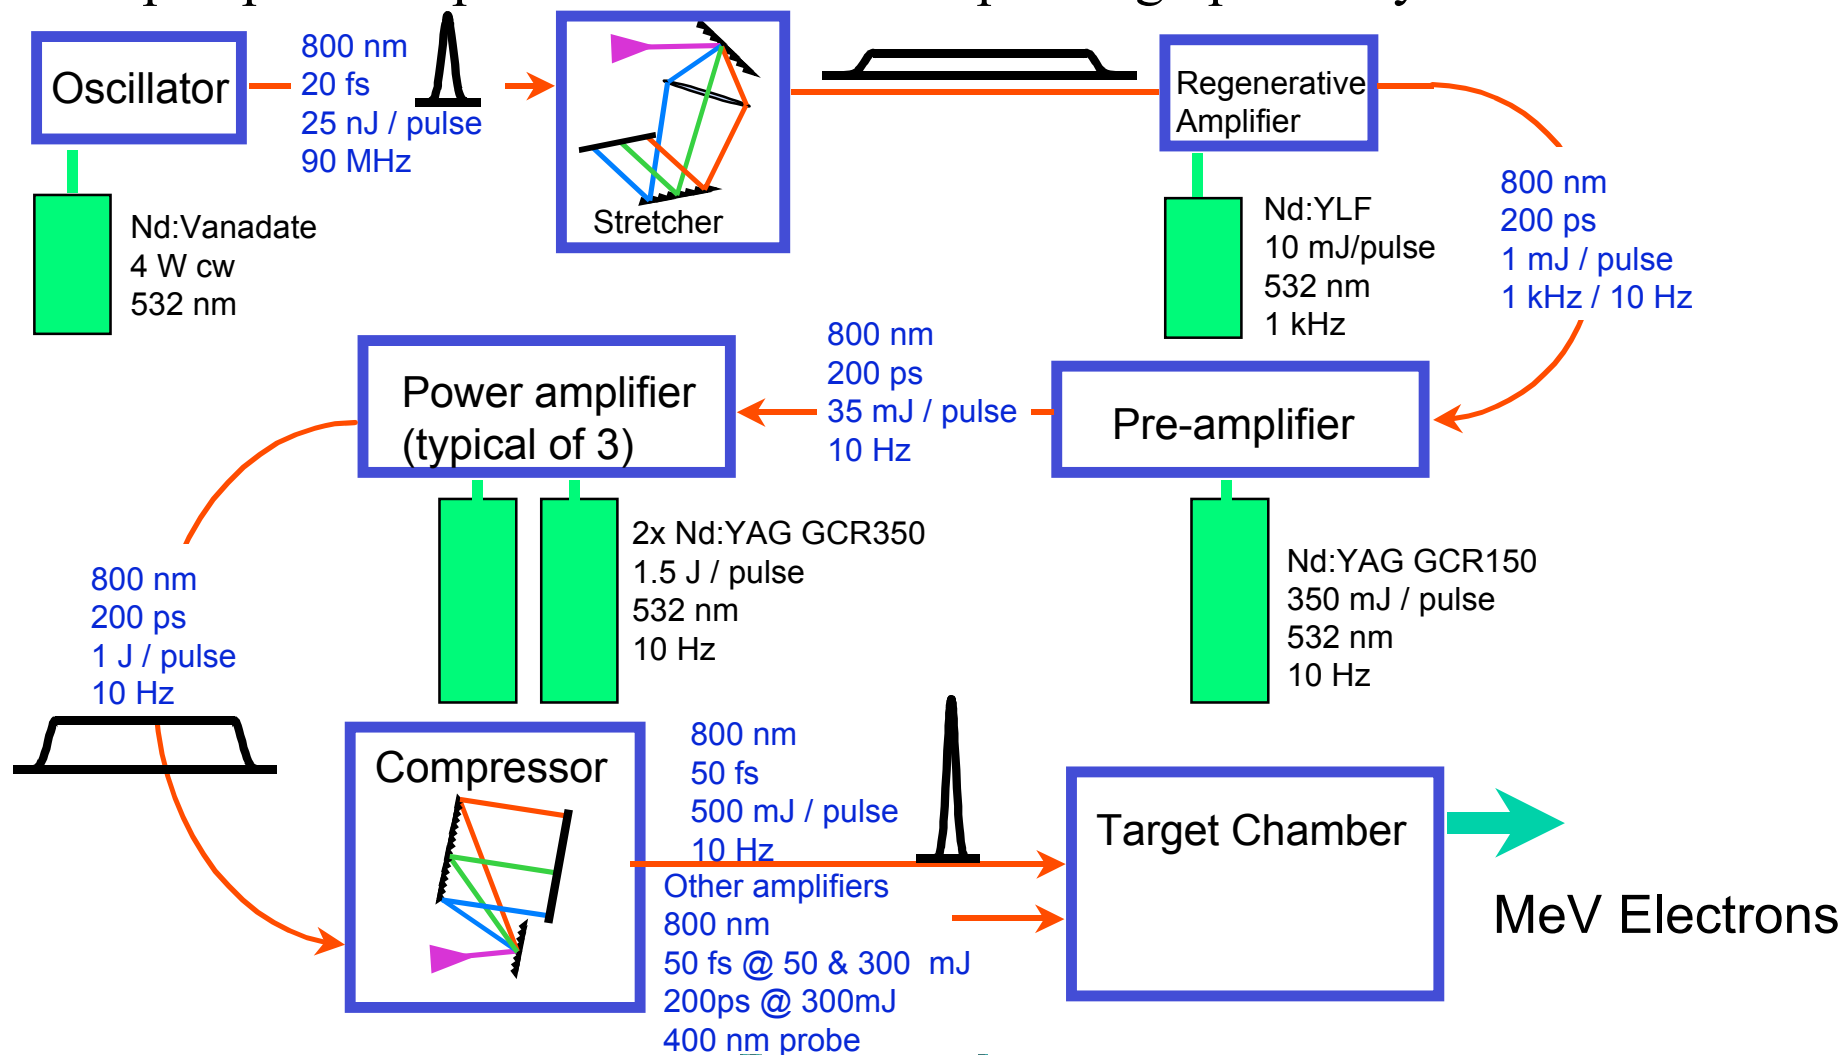 Oscillator
800 nm
20 fs
25 nJ / pulse
90 MHz
Stretcher
Regenerative
Amplifier
Nd:Vanadate
4 W cw
532 nm
Nd:YLF
10 mJ/pulse
532 nm
1 kHz
800 nm
200 ps
1 mJ / pulse
1 kHz / 10 Hz
Power amplifier
(typical of 3)
800 nm
200 ps
35 mJ / pulse
10 Hz
Pre-amplifier
2x Nd:YAG GCR350
1.5 J / pulse
532 nm
10 Hz
Nd:YAG GCR150
350 mJ / pulse
532 nm
10 Hz
800 nm
200 ps
1 J / pulse
10 Hz
Compressor
800 nm
50 fs
500 mJ / pulse
10 Hz
Other amplifiers
800 nm
50 fs @ 50 & 300 mJ
200ps @ 300mJ
400 nm probe
Target Chamber
MeV Electrons